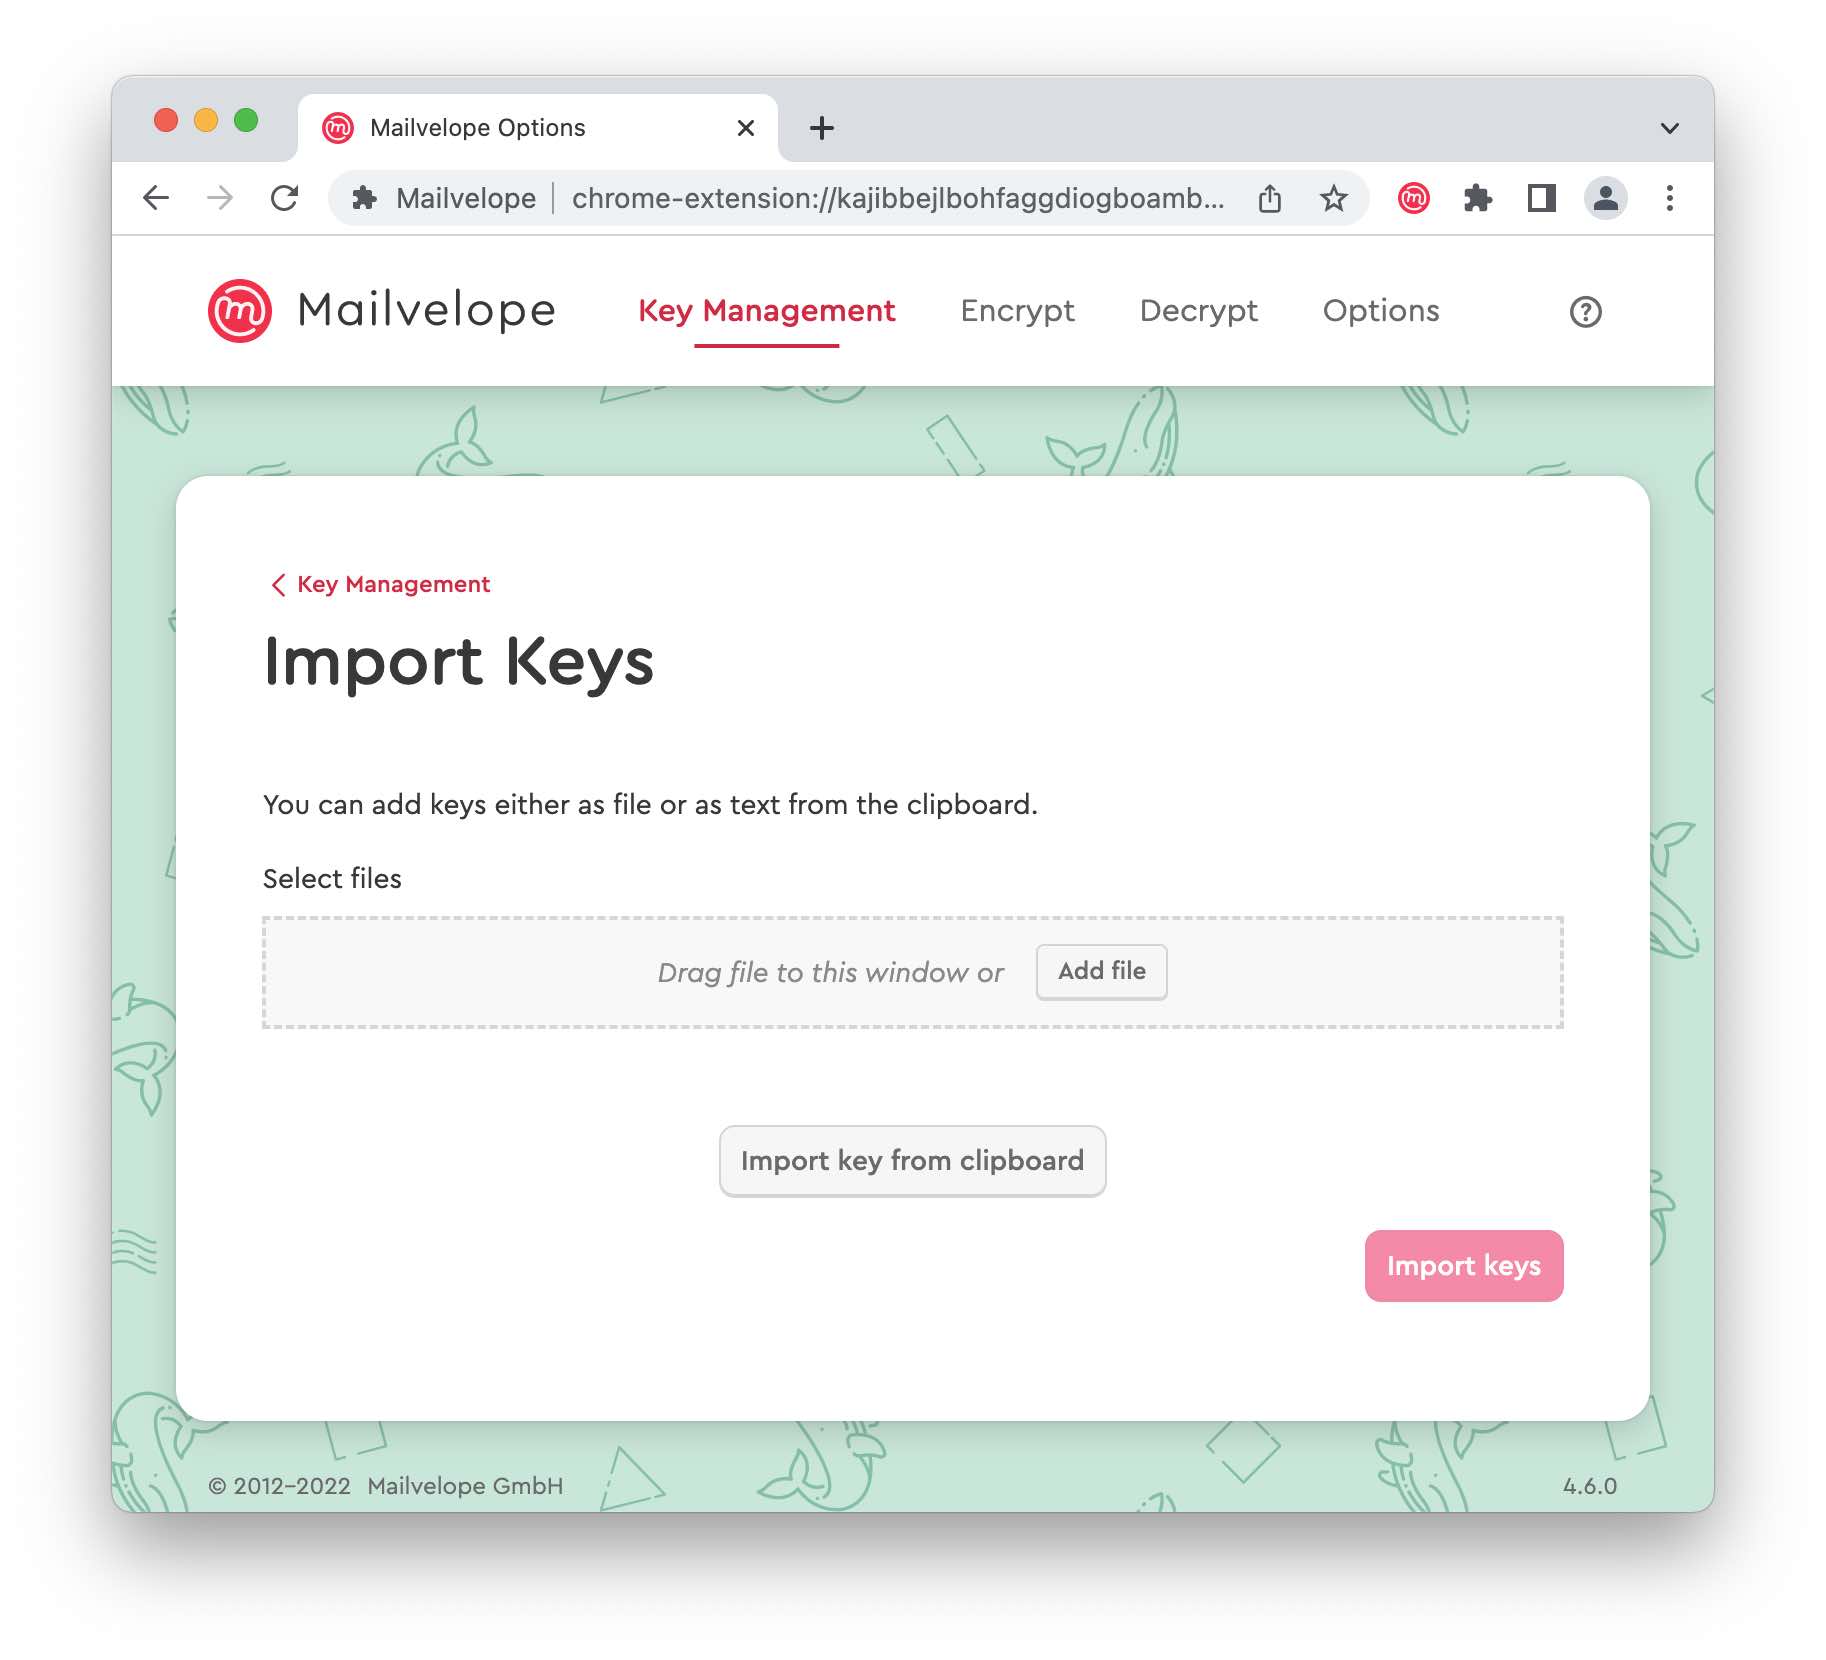 Mailvelope Options
Mailvelope | chrome-extension://kajibbejlbohfaggdiogboamb...
Mailvelope Key Management Encrypt Decrypt Options
Key Management
Import Keys
You can add keys either as file or as text from the clipboard.
Select files
Drag file to this window or Add file
Import key from clipboard
Import keys
© 2012-2022 Mailvelope GmbH 4.6.0